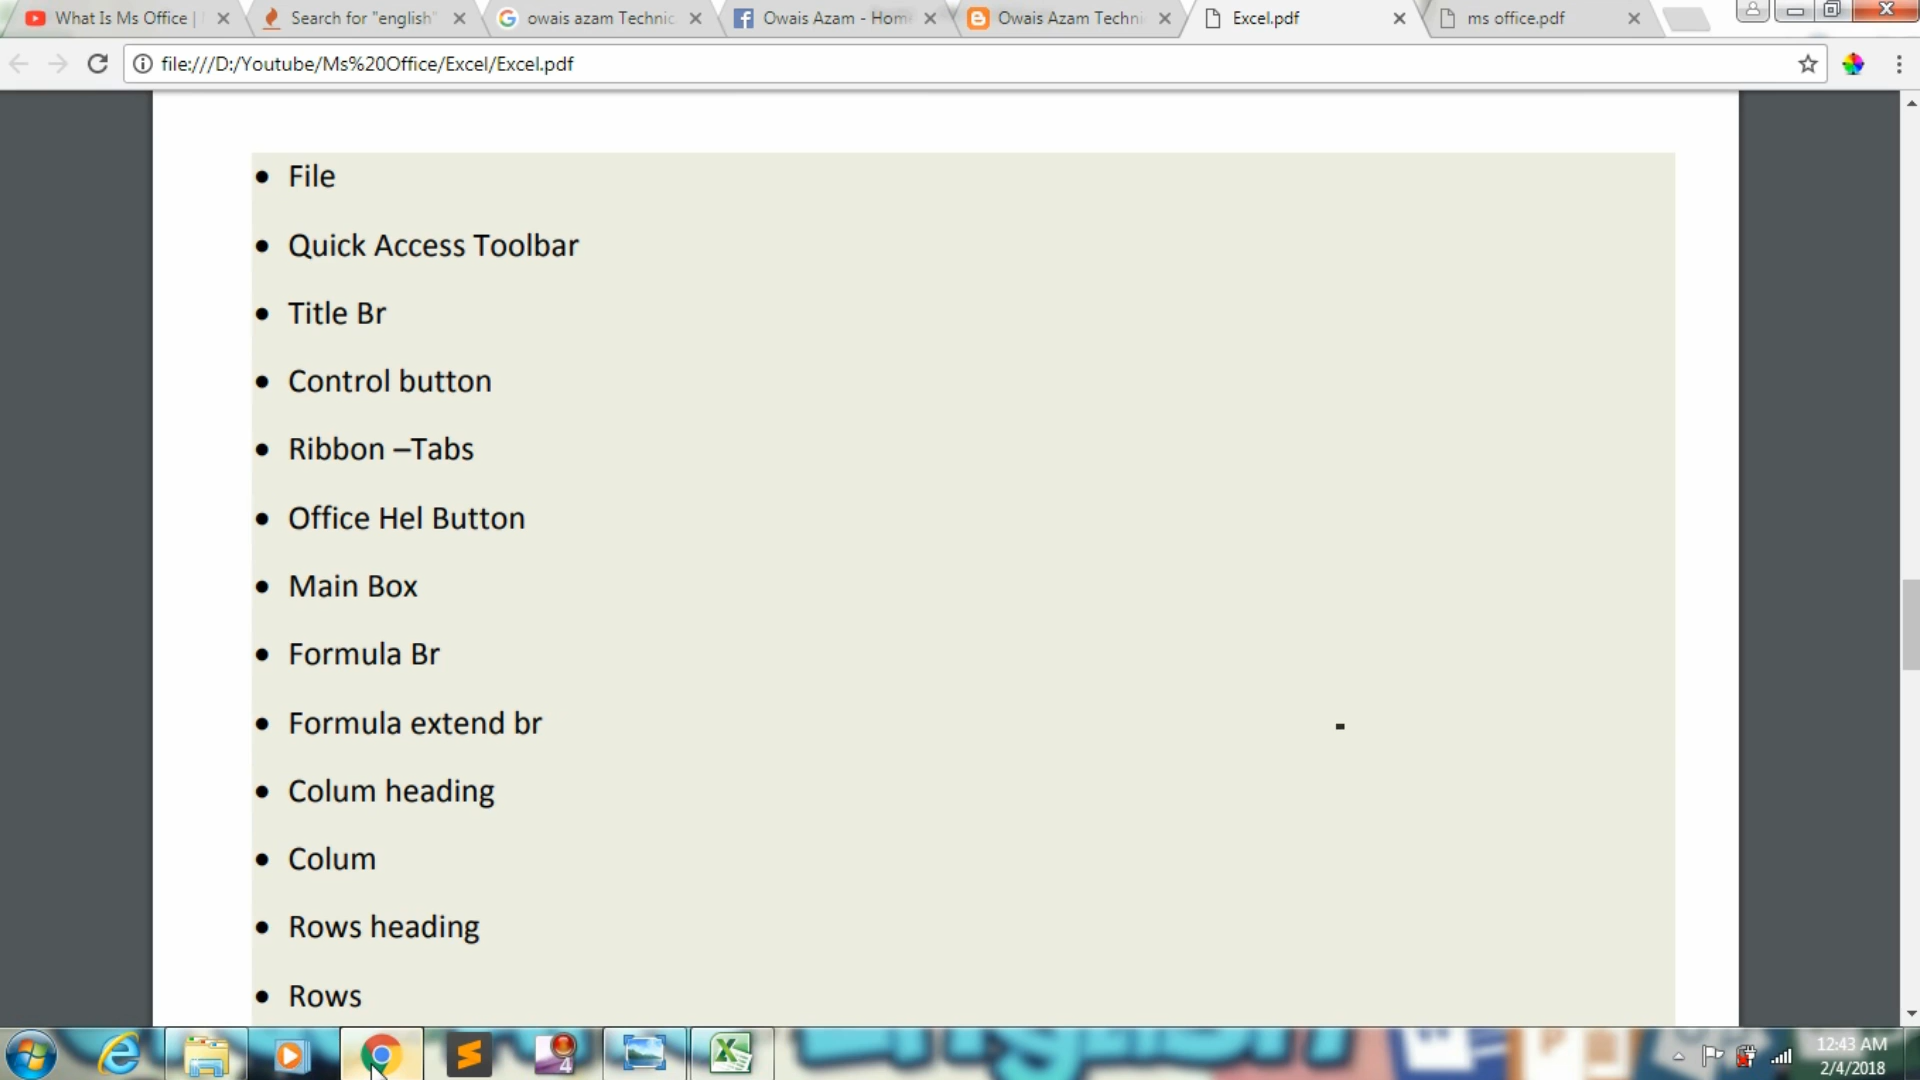 What Is Ms Office |
Search for "english"
owais azam Technic
Owais Azam - Hom
Owais Azam Techni
Excel.pdf
ms office.pdf
file:///D:/Youtube/Ms%20Office/Excel/Excel.pdf
• File
• Quick Access Toolbar
• Title Br
• Control button
• Ribbon –Tabs
• Office Hel Button
• Main Box
• Formula Br
• Formula extend br
• Colum heading
• Colum
• Rows heading
• Rows
12:43 AM
2/4/2018